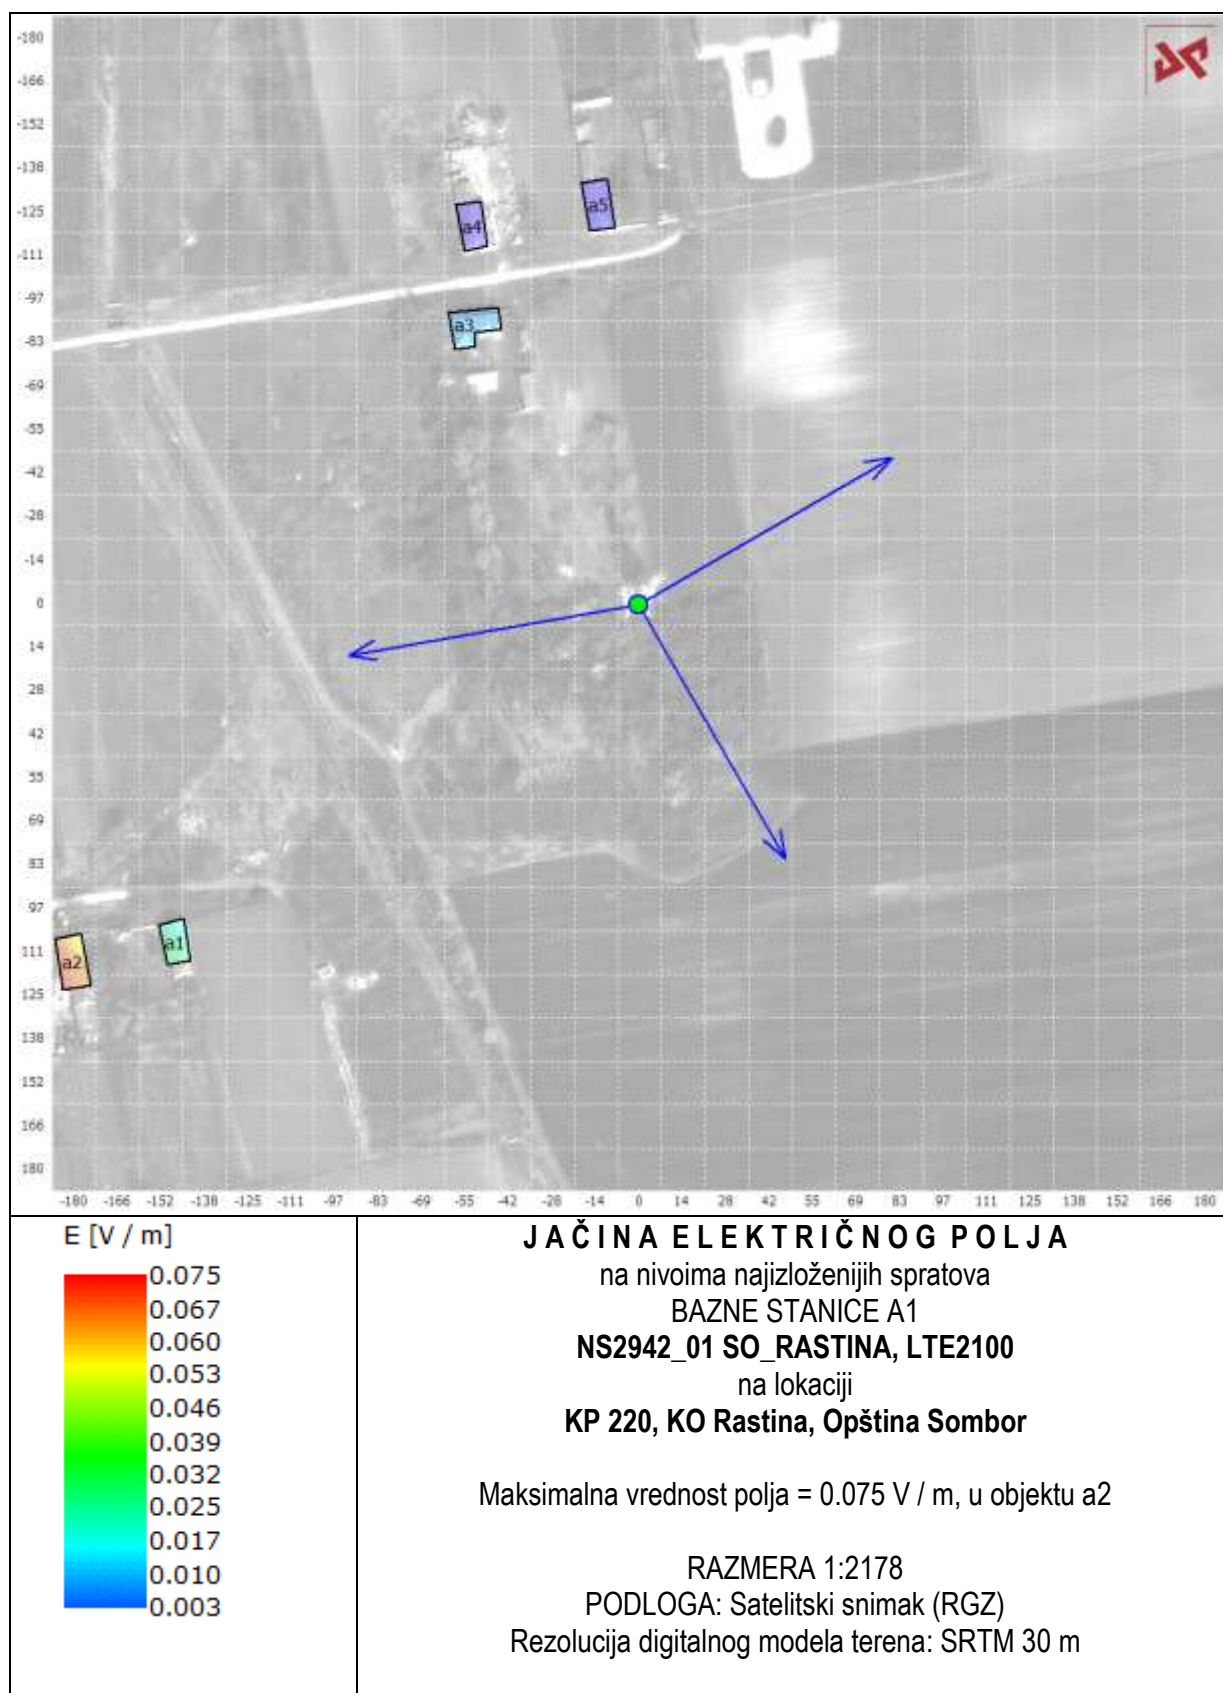 -180
-166
-152
-138
-125
-111
-97
-83
-69
-55
-42
-28
-14
0
14
28
42
55
69
83
97
111
125
138
152
166
180
a5
a4
a3
a1
a2
-180 -166 -152 -138 -125 -111 -97 -83 -69 -55 -42 -28 -14 0 14 28 42 55 69 83 97 111 125 138 152 166 180
E [V / m]
0.075
0.067
0.060
0.053
0.046
0.039
0.032
0.025
0.017
0.010
0.003
JAČINA ELEKTRIČNOG POLJA
na nivoima najizloženijih spratova
BAZNE STANICE A1
NS2942_01 SO_RASTINA, LTE2100
na lokaciji
KP 220, KO Rastina, Opština Sombor
Maksimalna vrednost polja = 0.075 V / m, u objektu a2
RAZMERA 1:2178
PODLOGA: Satelitski snimak (RGZ)
Rezolucija digitalnog modela terena: SRTM 30 m